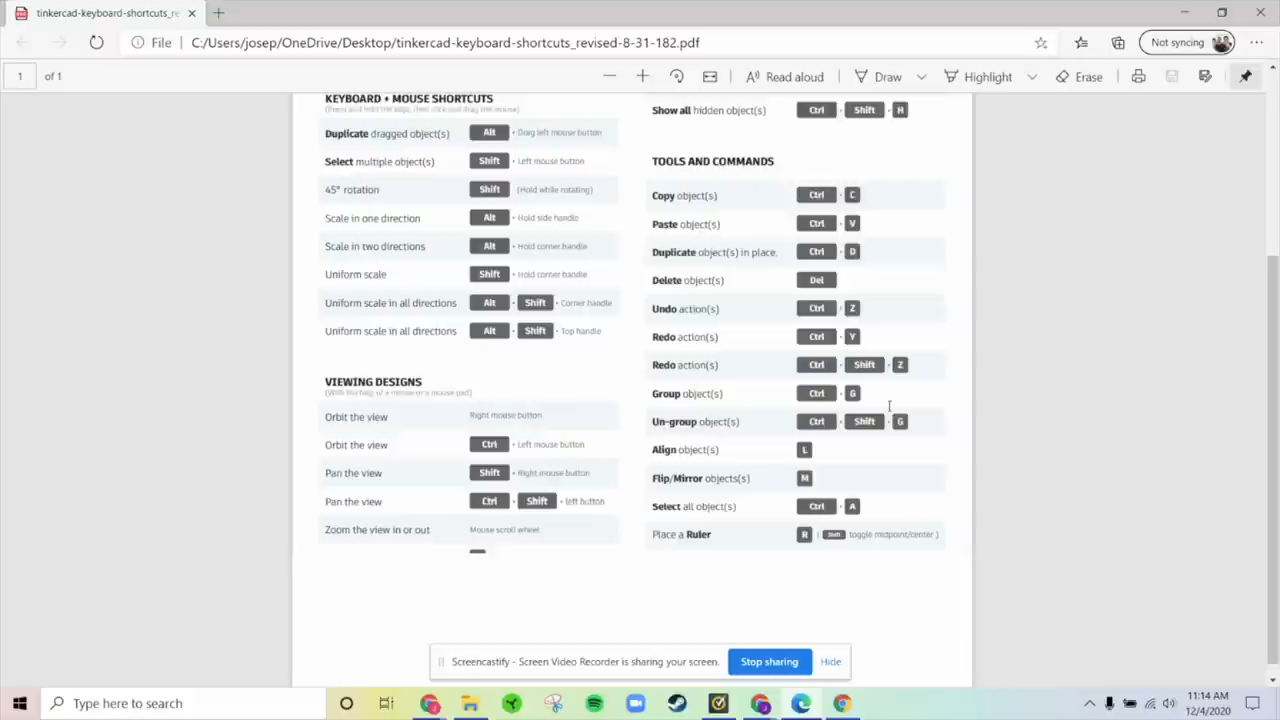 tinkercad-keyboard-shortcuts_re
File C:/Users/josep/OneDrive/Desktop/tinkercad-keyboard-shortcuts_revised-8-31-182.pdf Not syncing
1 of 1 Read aloud Draw Highlight Erase
KEYBOARD + MOUSE SHORTCUTS
Duplicate dragged object(s) Alt + Drag left mouse button
Select multiple object(s) Shift + Left mouse button
45° rotation Shift (Hold while rotating)
Scale in one direction Alt + Hold side handle
Scale in two directions Alt + Hold corner handle
Uniform scale Shift + Hold corner handle
Uniform scale in all directions Alt + Shift + Corner handle
Uniform scale in all directions Alt + Shift + Top handle
VIEWING DESIGNS
(With the help of a mouse or a mouse pad)
Orbit the view Right mouse button
Orbit the view Ctrl + Left mouse button
Pan the view Shift + Right mouse button
Pan the view Ctrl + Shift + left button
Zoom the view in or out Mouse scroll wheel
Show all hidden object(s) Ctrl + Shift + H
TOOLS AND COMMANDS
Copy object(s) Ctrl + C
Paste object(s) Ctrl + V
Duplicate object(s) in place. Ctrl + D
Delete object(s) Del
Undo action(s) Ctrl + Z
Redo action(s) Ctrl + Y
Redo action(s) Ctrl + Shift + Z
Group object(s) Ctrl + G
Un-group object(s) Ctrl + Shift + G
Align object(s) L
Flip/Mirror objects(s) M
Select all object(s) Ctrl + A
Place a Ruler R ( Shift toggle midpoint/center )
Screencastify - Screen Video Recorder is sharing your screen. Stop sharing Hide
Type here to search
11:14 AM
12/4/2020